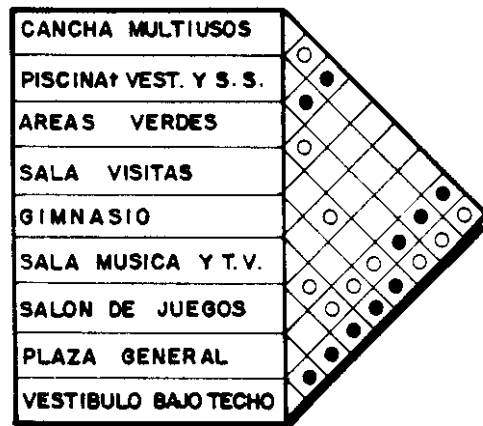 CANCHA MULTIUSOS
PISCINA+ VEST. Y S.S.
AREAS VERDES
SALA VISITAS
GIMNASIO
SALA MUSICA Y T.V.
SALON DE JUEGOS
PLAZA GENERAL
VESTIBULO BAJO TECHO